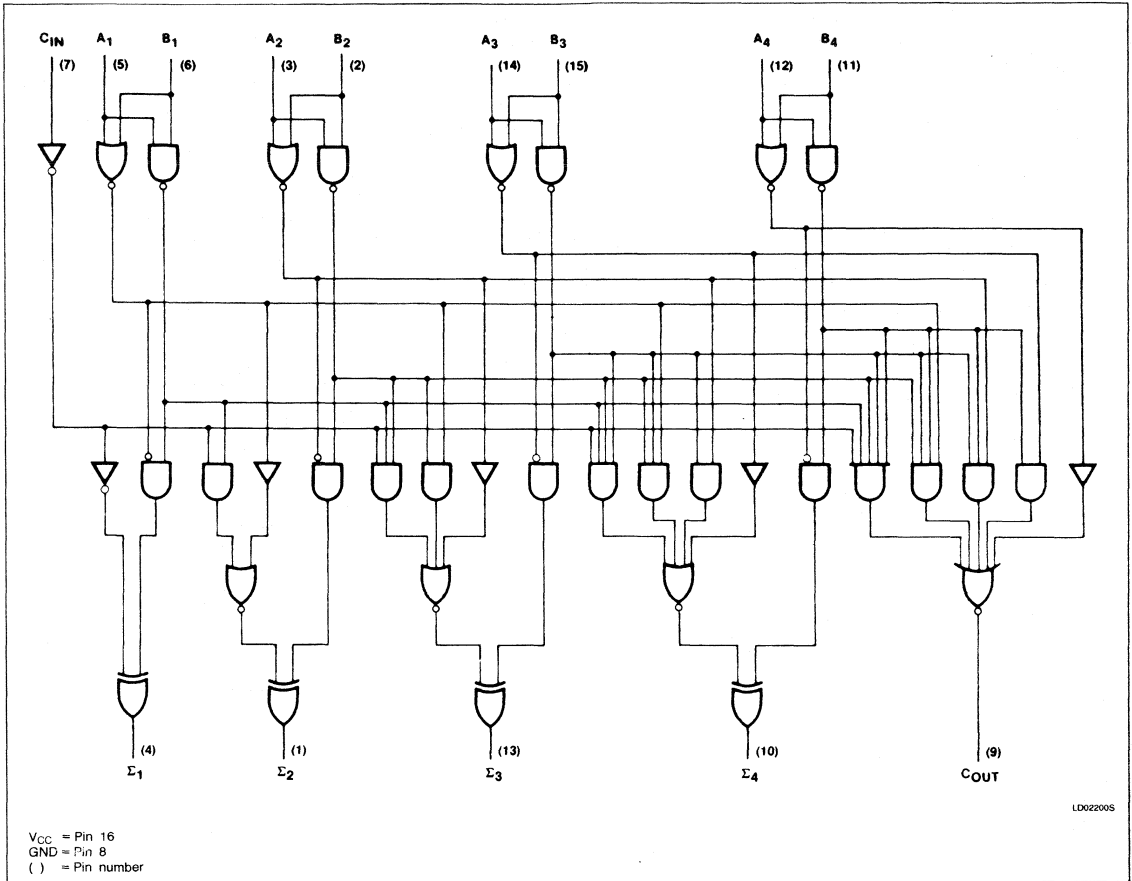 CIN A1 B1 A2 B2 A3 B3 A4 B4
(7) (5) (6) (3) (2) (14) (15) (12) (11)
(4) (1) (13) (10) (9)
Σ1 Σ2 Σ3 Σ4 COUT
LD02200S
VCC = Pin 16
GND = Pin 8
( ) = Pin number